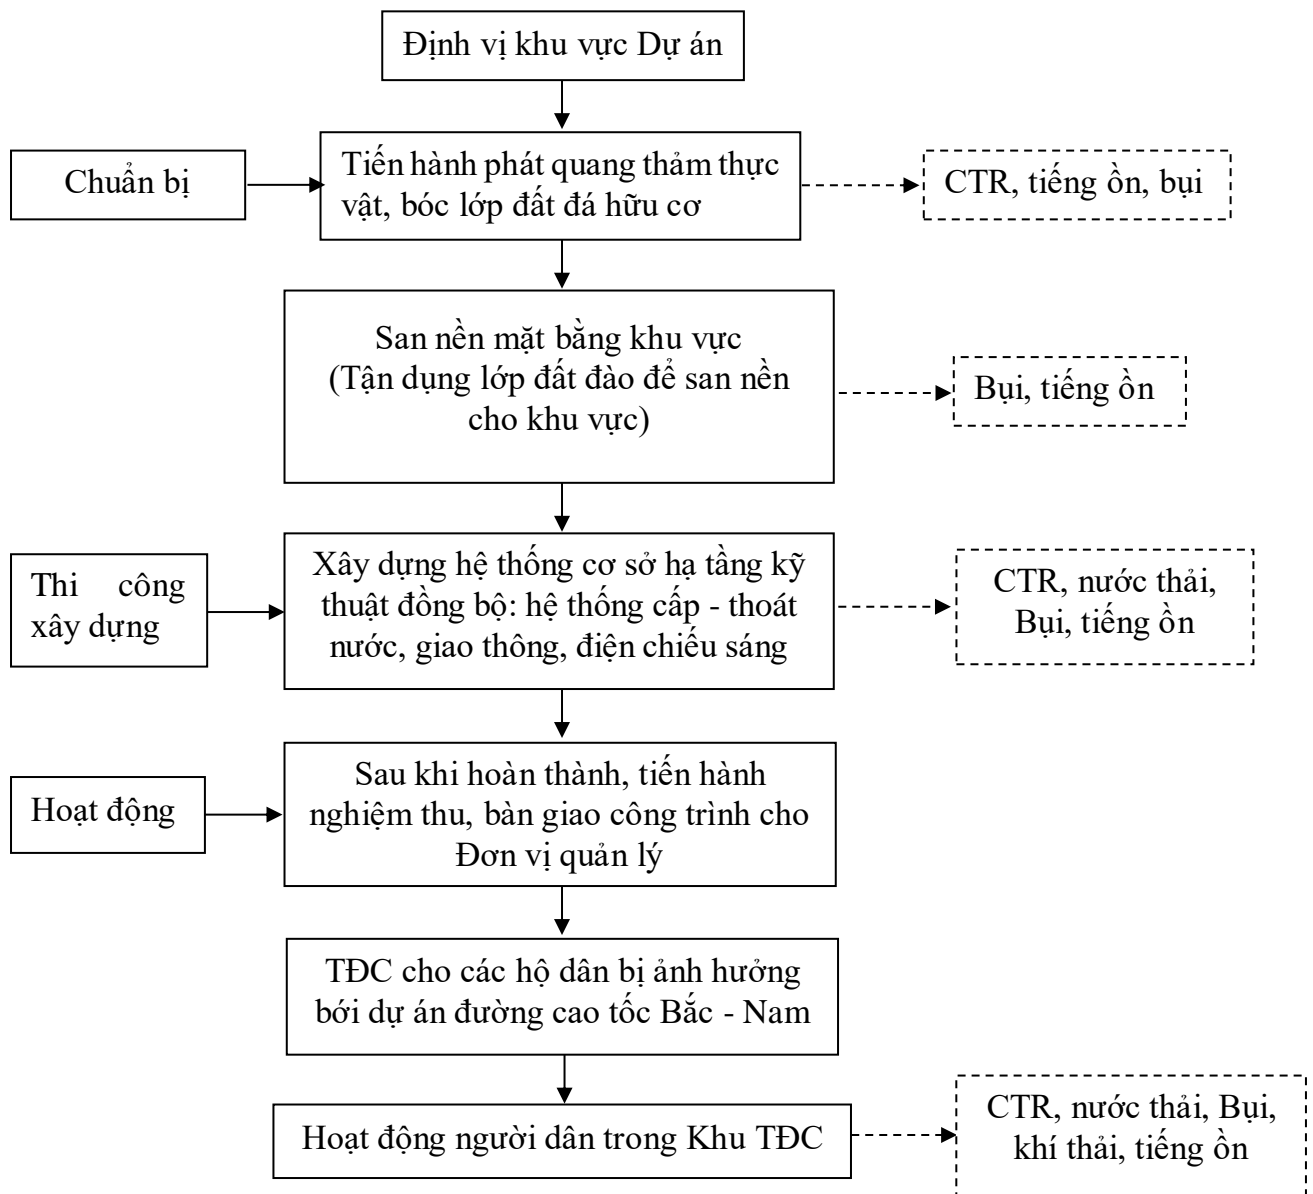 Định vị khu vực Dự án
Chuẩn bị
Tiến hành phát quang thảm thực
vật, bóc lớp đất đá hữu cơ
CTR, tiếng ồn, bụi
San nền mặt bằng khu vực
(Tận dụng lớp đất đào để san nền
cho khu vực)
Bụi, tiếng ồn
Thi công
xây dựng
Xây dựng hệ thống cơ sở hạ tầng kỹ
thuật đồng bộ: hệ thống cấp - thoát
nước, giao thông, điện chiếu sáng
CTR, nước thải,
Bụi, tiếng ồn
Hoạt động
Sau khi hoàn thành, tiến hành
nghiệm thu, bàn giao công trình cho
Đơn vị quản lý
TĐC cho các hộ dân bị ảnh hưởng
bới dự án đường cao tốc Bắc - Nam
Hoạt động người dân trong Khu TĐC
CTR, nước thải, Bụi,
khí thải, tiếng ồn